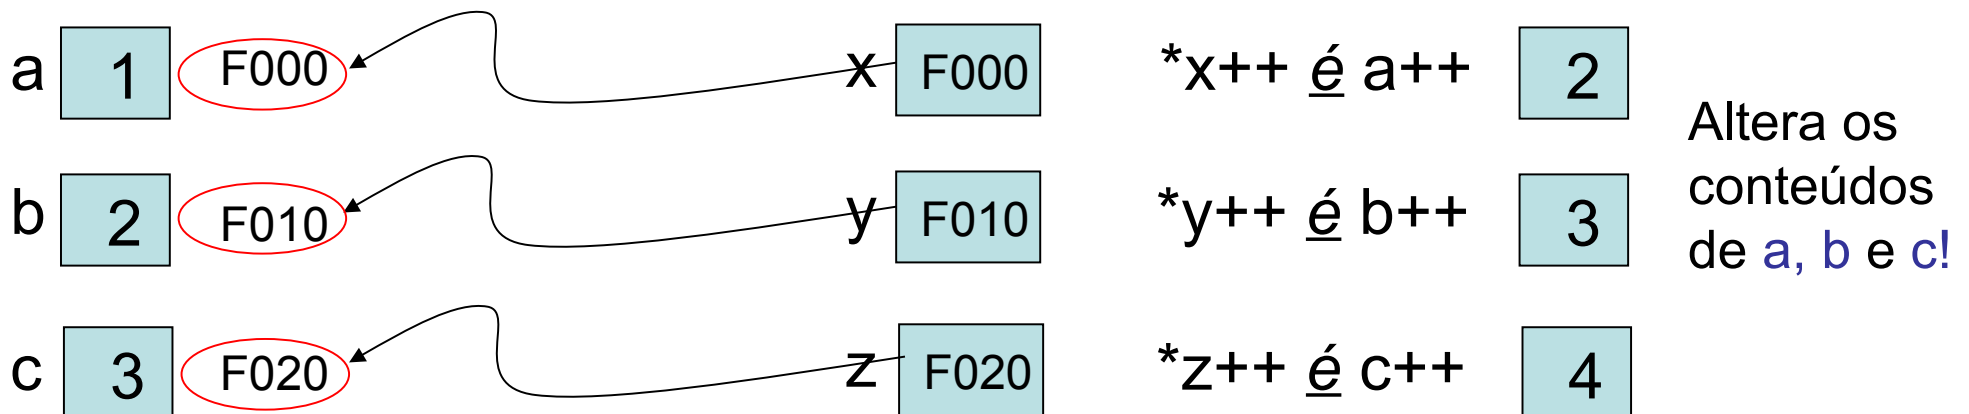 a 1 F000 x F000 *x++ é a++ 2
b 2 F010 y F010 *y++ é b++ 3
c 3 F020 z F020 *z++ é c++ 4
Altera os
conteúdos
de a, b e c!